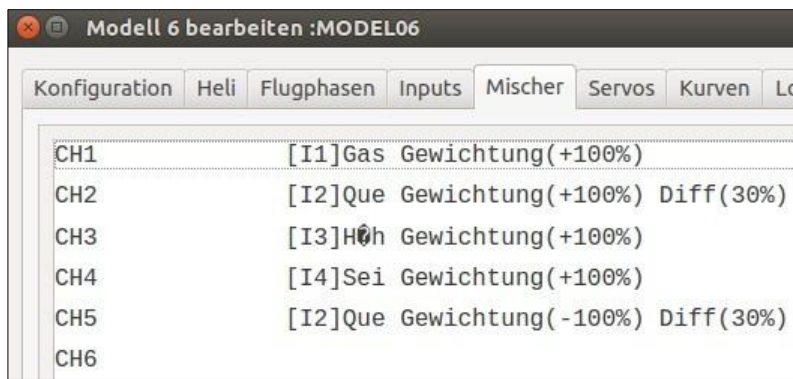 Modell 6 bearbeiten :MODEL06
Konfiguration Heli Flugphasen Inputs Mischer Servos Kurven Lo
CH1 [I1]Gas Gewichtung(+100%)
CH2 [I2]Que Gewichtung(+100%) Diff(30%)
CH3 [I3]H�h Gewichtung(+100%)
CH4 [I4]Sei Gewichtung(+100%)
CH5 [I2]Que Gewichtung(-100%) Diff(30%)
CH6